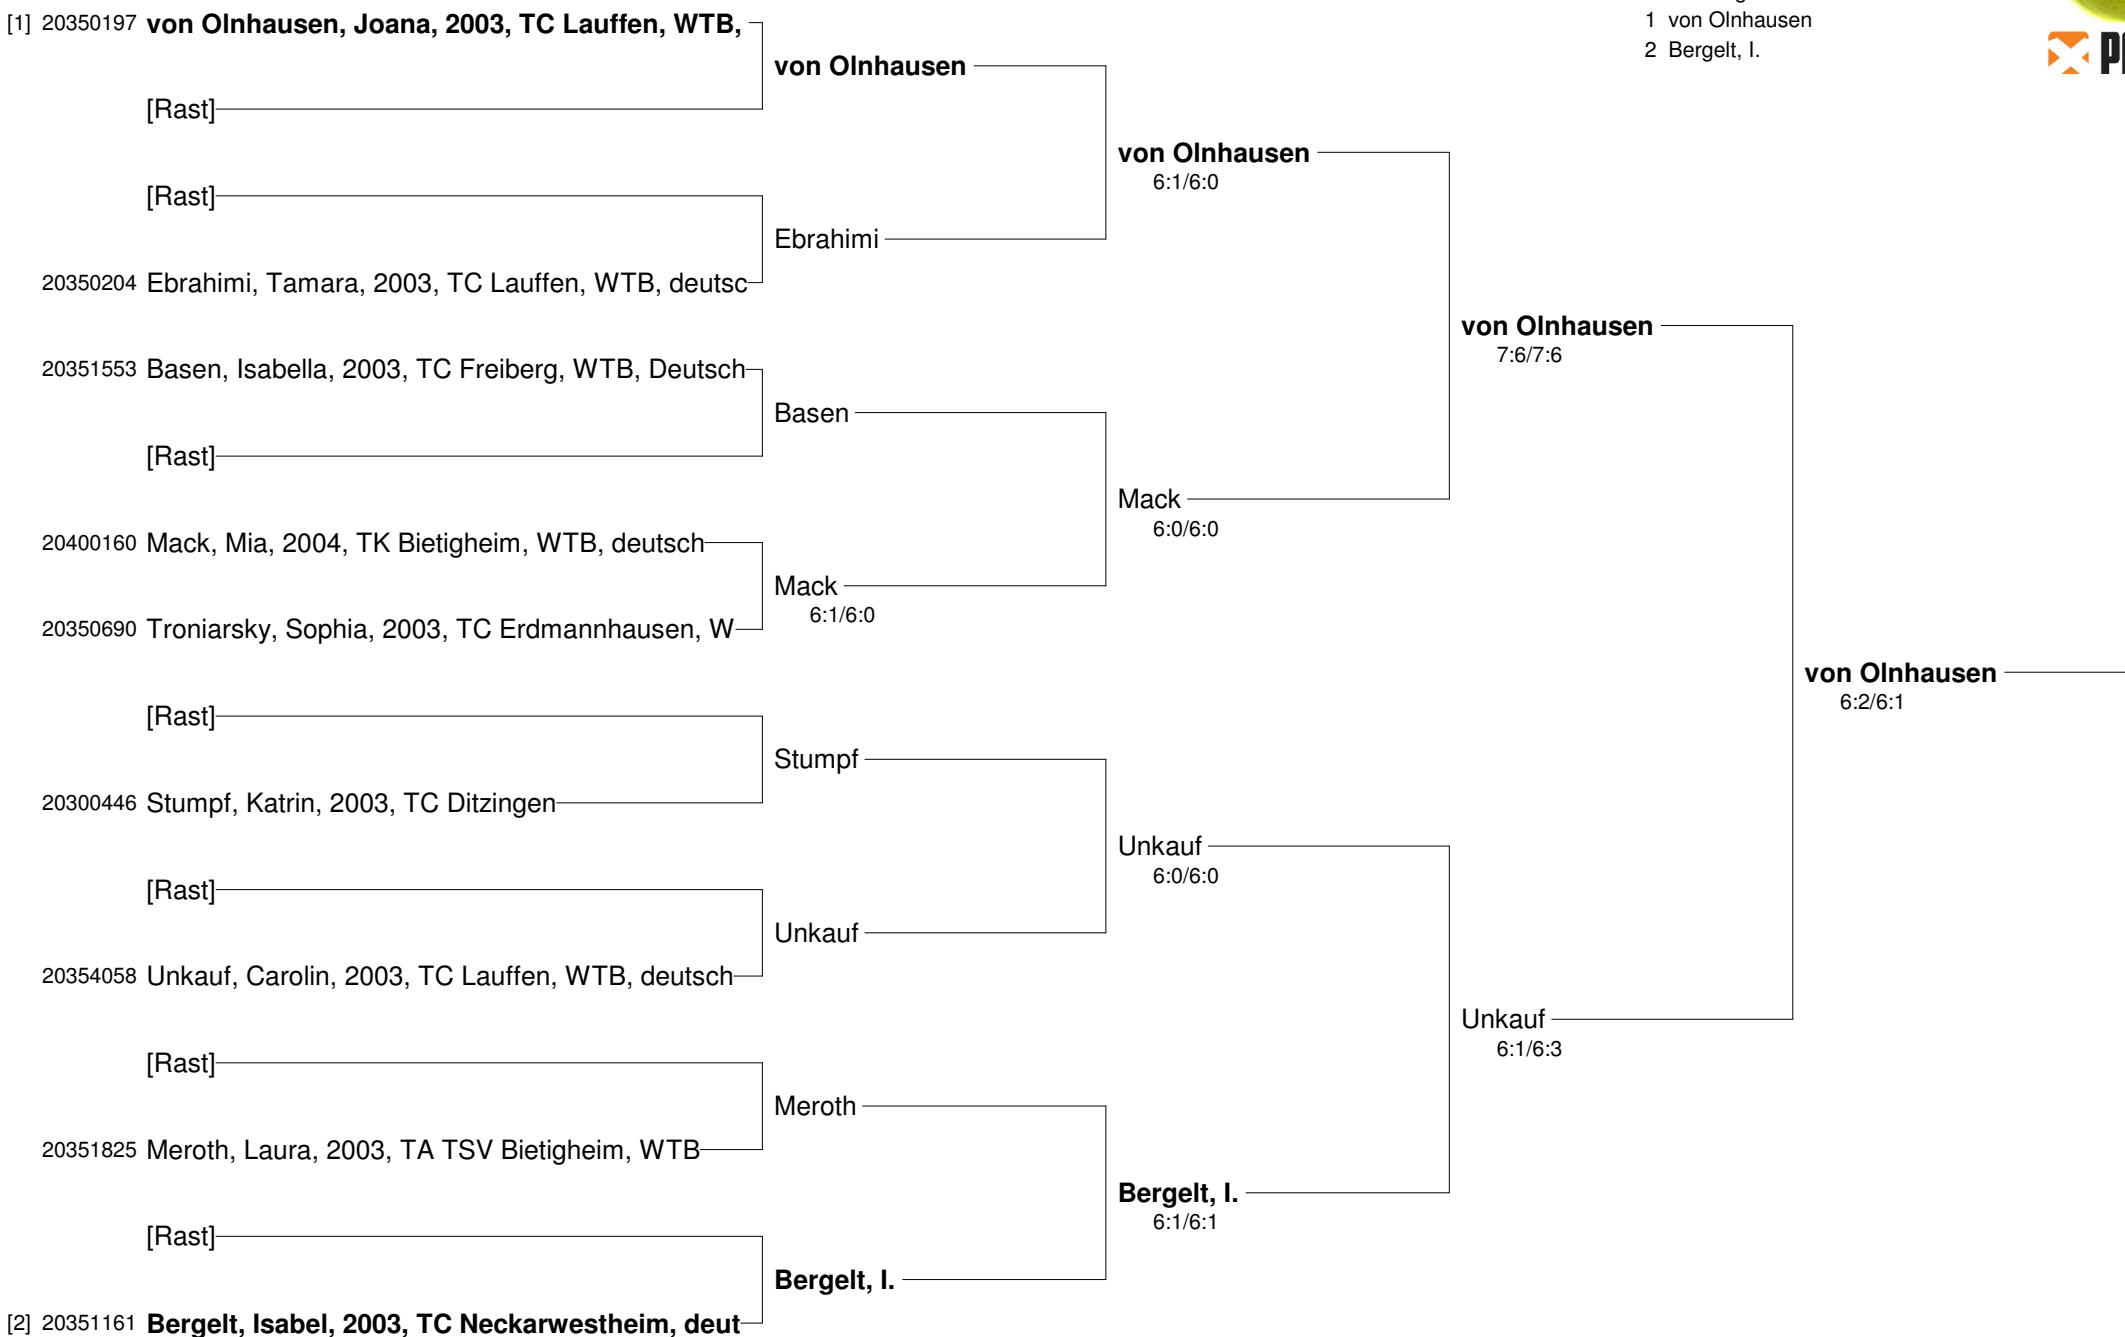 1 von Olnhausen
2 Bergelt, I.
[1] 20350197 von Olnhausen, Joana, 2003, TC Lauffen, WTB,
von Olnhausen
[Rast]
von Olnhausen
6:1/6:0
[Rast]
Ebrahimi
20350204 Ebrahimi, Tamara, 2003, TC Lauffen, WTB, deutsc
von Olnhausen
7:6/7:6
20351553 Basen, Isabella, 2003, TC Freiberg, WTB, Deutsch
Basen
[Rast]
Mack
6:0/6:0
20400160 Mack, Mia, 2004, TK Bietigheim, WTB, deutsch
Mack
6:1/6:0
20350690 Troniarsky, Sophia, 2003, TC Erdmannhausen, W
von Olnhausen
6:2/6:1
[Rast]
Stumpf
20300446 Stumpf, Katrin, 2003, TC Ditzingen
Unkauf
6:0/6:0
[Rast]
Unkauf
20354058 Unkauf, Carolin, 2003, TC Lauffen, WTB, deutsch
Unkauf
6:1/6:3
[Rast]
Meroth
20351825 Meroth, Laura, 2003, TA TSV Bietigheim, WTB
Bergelt, I.
6:1/6:1
[Rast]
Bergelt, I.
[2] 20351161 Bergelt, Isabel, 2003, TC Neckarwestheim, deut